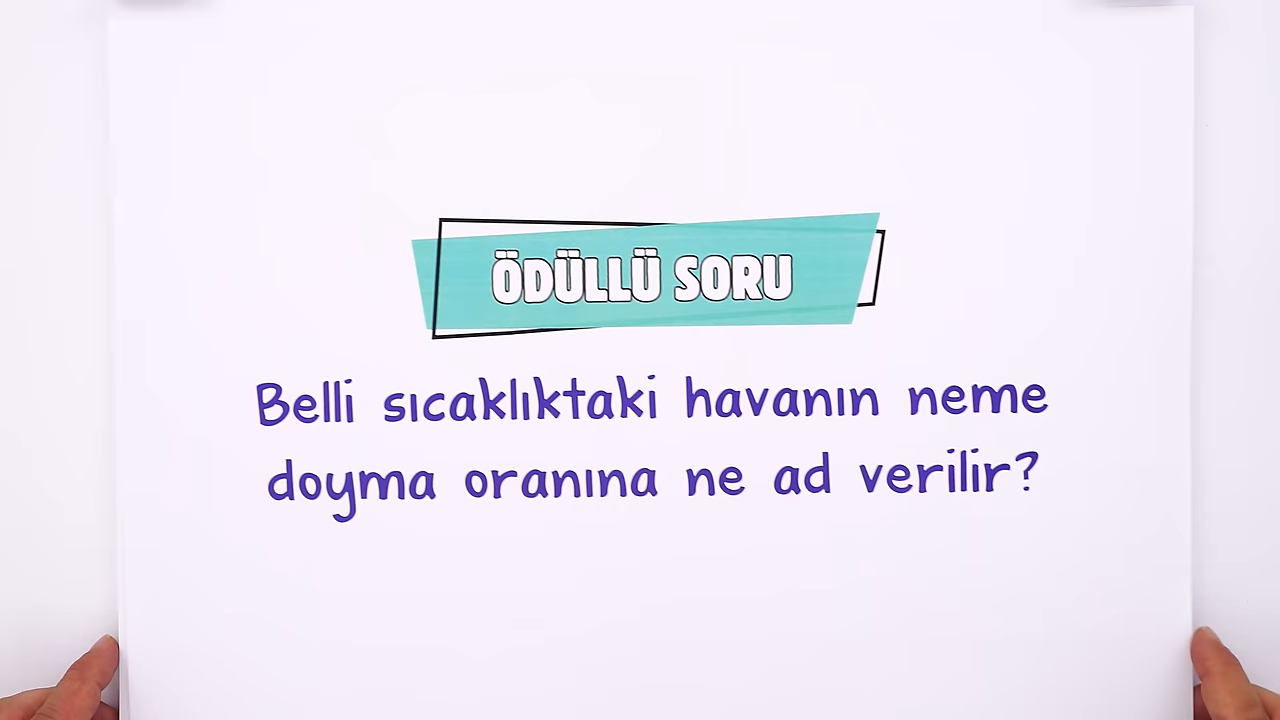 ÖDÜLLÜ SORU
Belli sıcaklıktaki havanın neme
doyma oranına ne ad verilir?